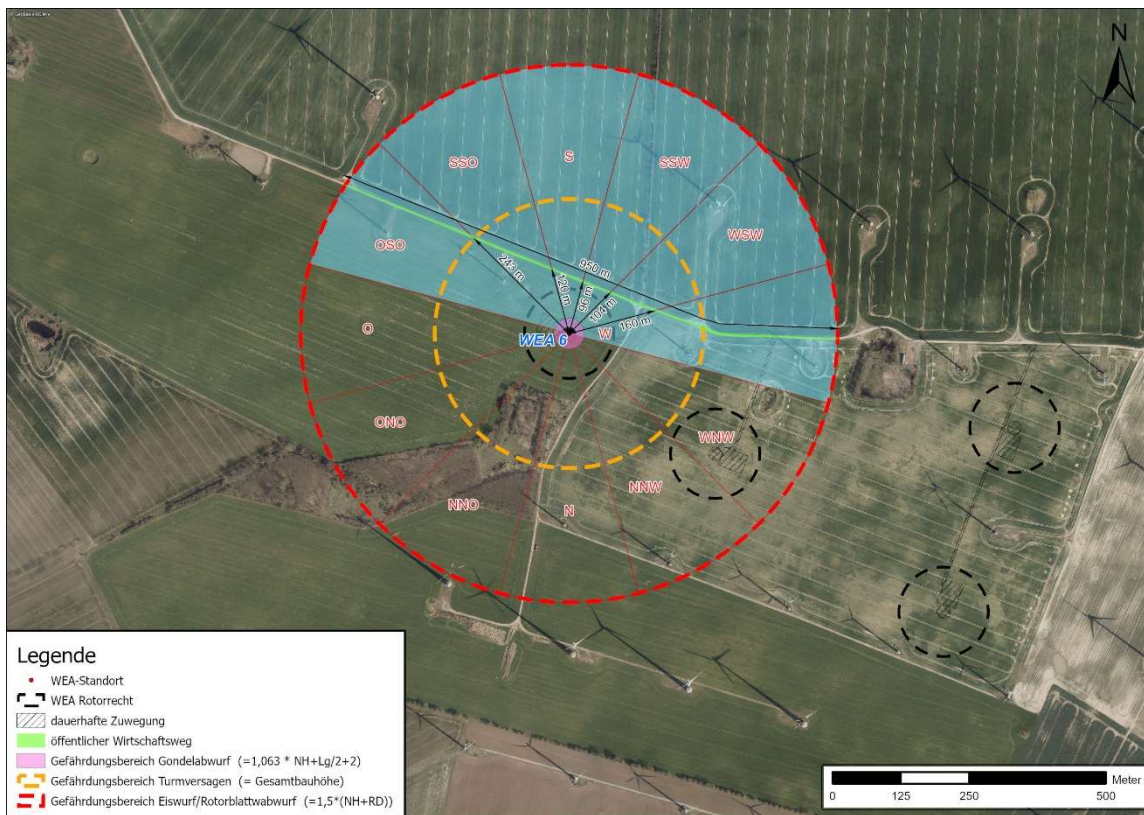 N
SSO
S
SSW
OSO
WSW
950 m
243 m
120 m
96 m
104 m
160 m
O
WEA 6
W
ONO
WNW
NNW
NNO
N
Legende
WEA-Standort
WEA Rotorrecht
dauerhafte Zuwegung
öffentlicher Wirtschaftsweg
Gefährdungsbereich Gondelabwurf (=1,063 * NH+Lg/2+2)
Gefährdungsbereich Turmversagen (= Gesamtbauhöhe)
Gefährdungsbereich Eiswurf/Rotorblattwabwurf (=1,5*(NH+RD))
Meter
0 125 250 500